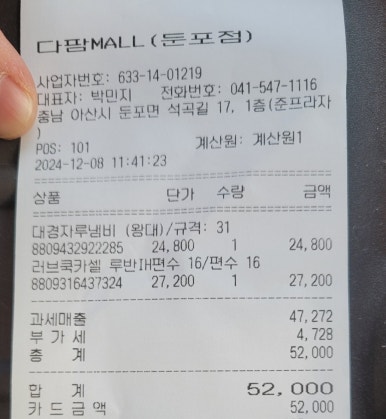 다팜MALL(둔포점)
사업자번호: 633-14-01219
대표자: 박민지 전화번호: 041-547-1116
충남 아산시 둔포면 석곡길 17, 1층(준프라자
)
POS: 101 계산원: 계산원1
2024-12-08 11:41:23
상품 단가 수량 금액
대경자루냄비 (왕대)/규격: 31
8809432922285 24,800 1 24,800
러브쿡카셀 루반IH편수 16/편수 16
8809316437324 27,200 1 27,200
과세매출 47,272
부 가 세 4,728
총 계 52,000
합 계 52,000
카 드 금 액 52,000